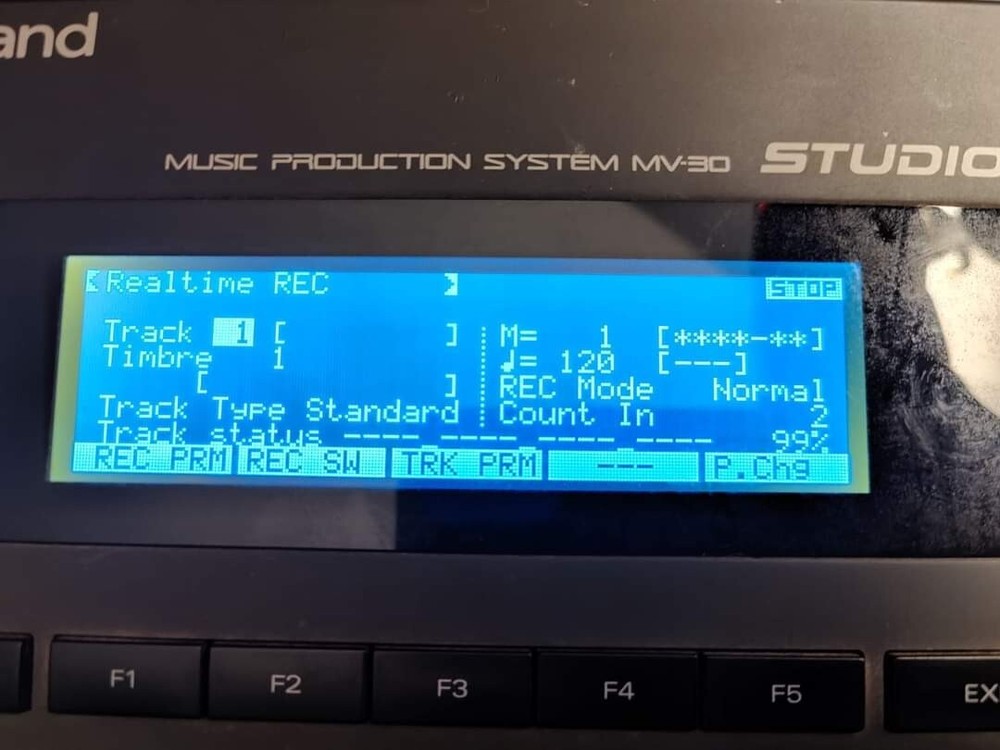 and
MUSIC PRODUCTION SYSTEM MV-30 STUDIO
Realtime REC STOP
Track 1 [ ] M= 1 [****-**]
Timbre 1 ♩= 120 [---]
[ ] REC Mode Normal
Track Type Standard Count In 2
Track status ---- ---- ---- ---- 99%
REC PRM REC SW TRK PRM --- P.Chg
F1 F2 F3 F4 F5 EX